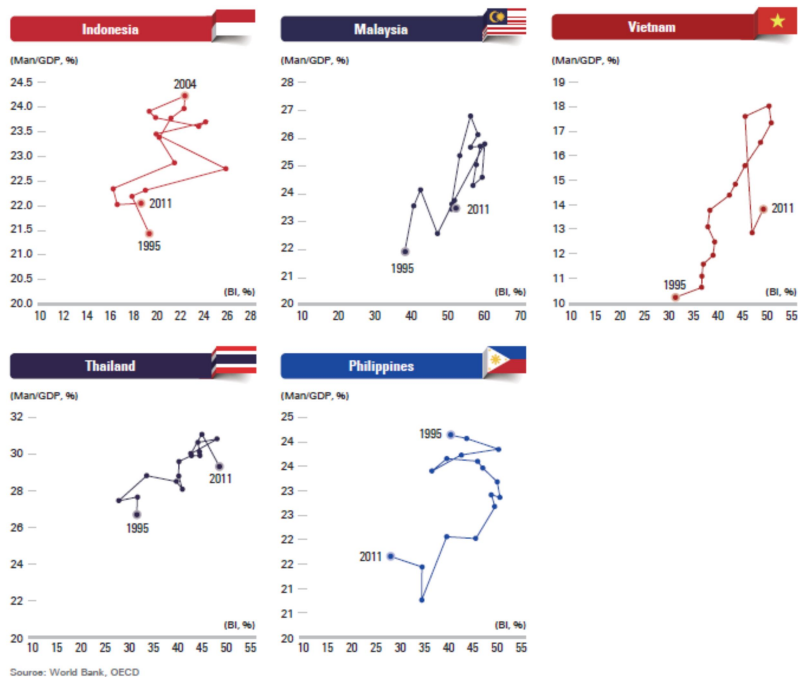 Indonesia
(Man/GDP, %)
24.5
24.0
23.5
23.0
22.5
22.0
21.5
21.0
20.5
20.0
2004
2011
1995
(BI, %)
10 12 14 16 18 20 22 24 26 28
Malaysia
(Man/GDP, %)
28
27
26
25
24
23
22
21
20
2011
1995
(BI, %)
10 20 30 40 50 60 70
Vietnam
(Man/GDP, %)
19
18
17
16
15
14
13
12
11
10
2011
1995
(BI, %)
10 15 20 25 30 35 40 45 50 55
Thailand
(Man/GDP, %)
32
30
28
26
24
22
20
2011
1995
(BI, %)
10 15 20 25 30 35 40 45 50 55
Philippines
(Man/GDP, %)
25
24
24
23
23
22
22
21
21
20
1995
2011
(BI, %)
10 15 20 25 30 35 40 45 50 55
Source: World Bank, OECD